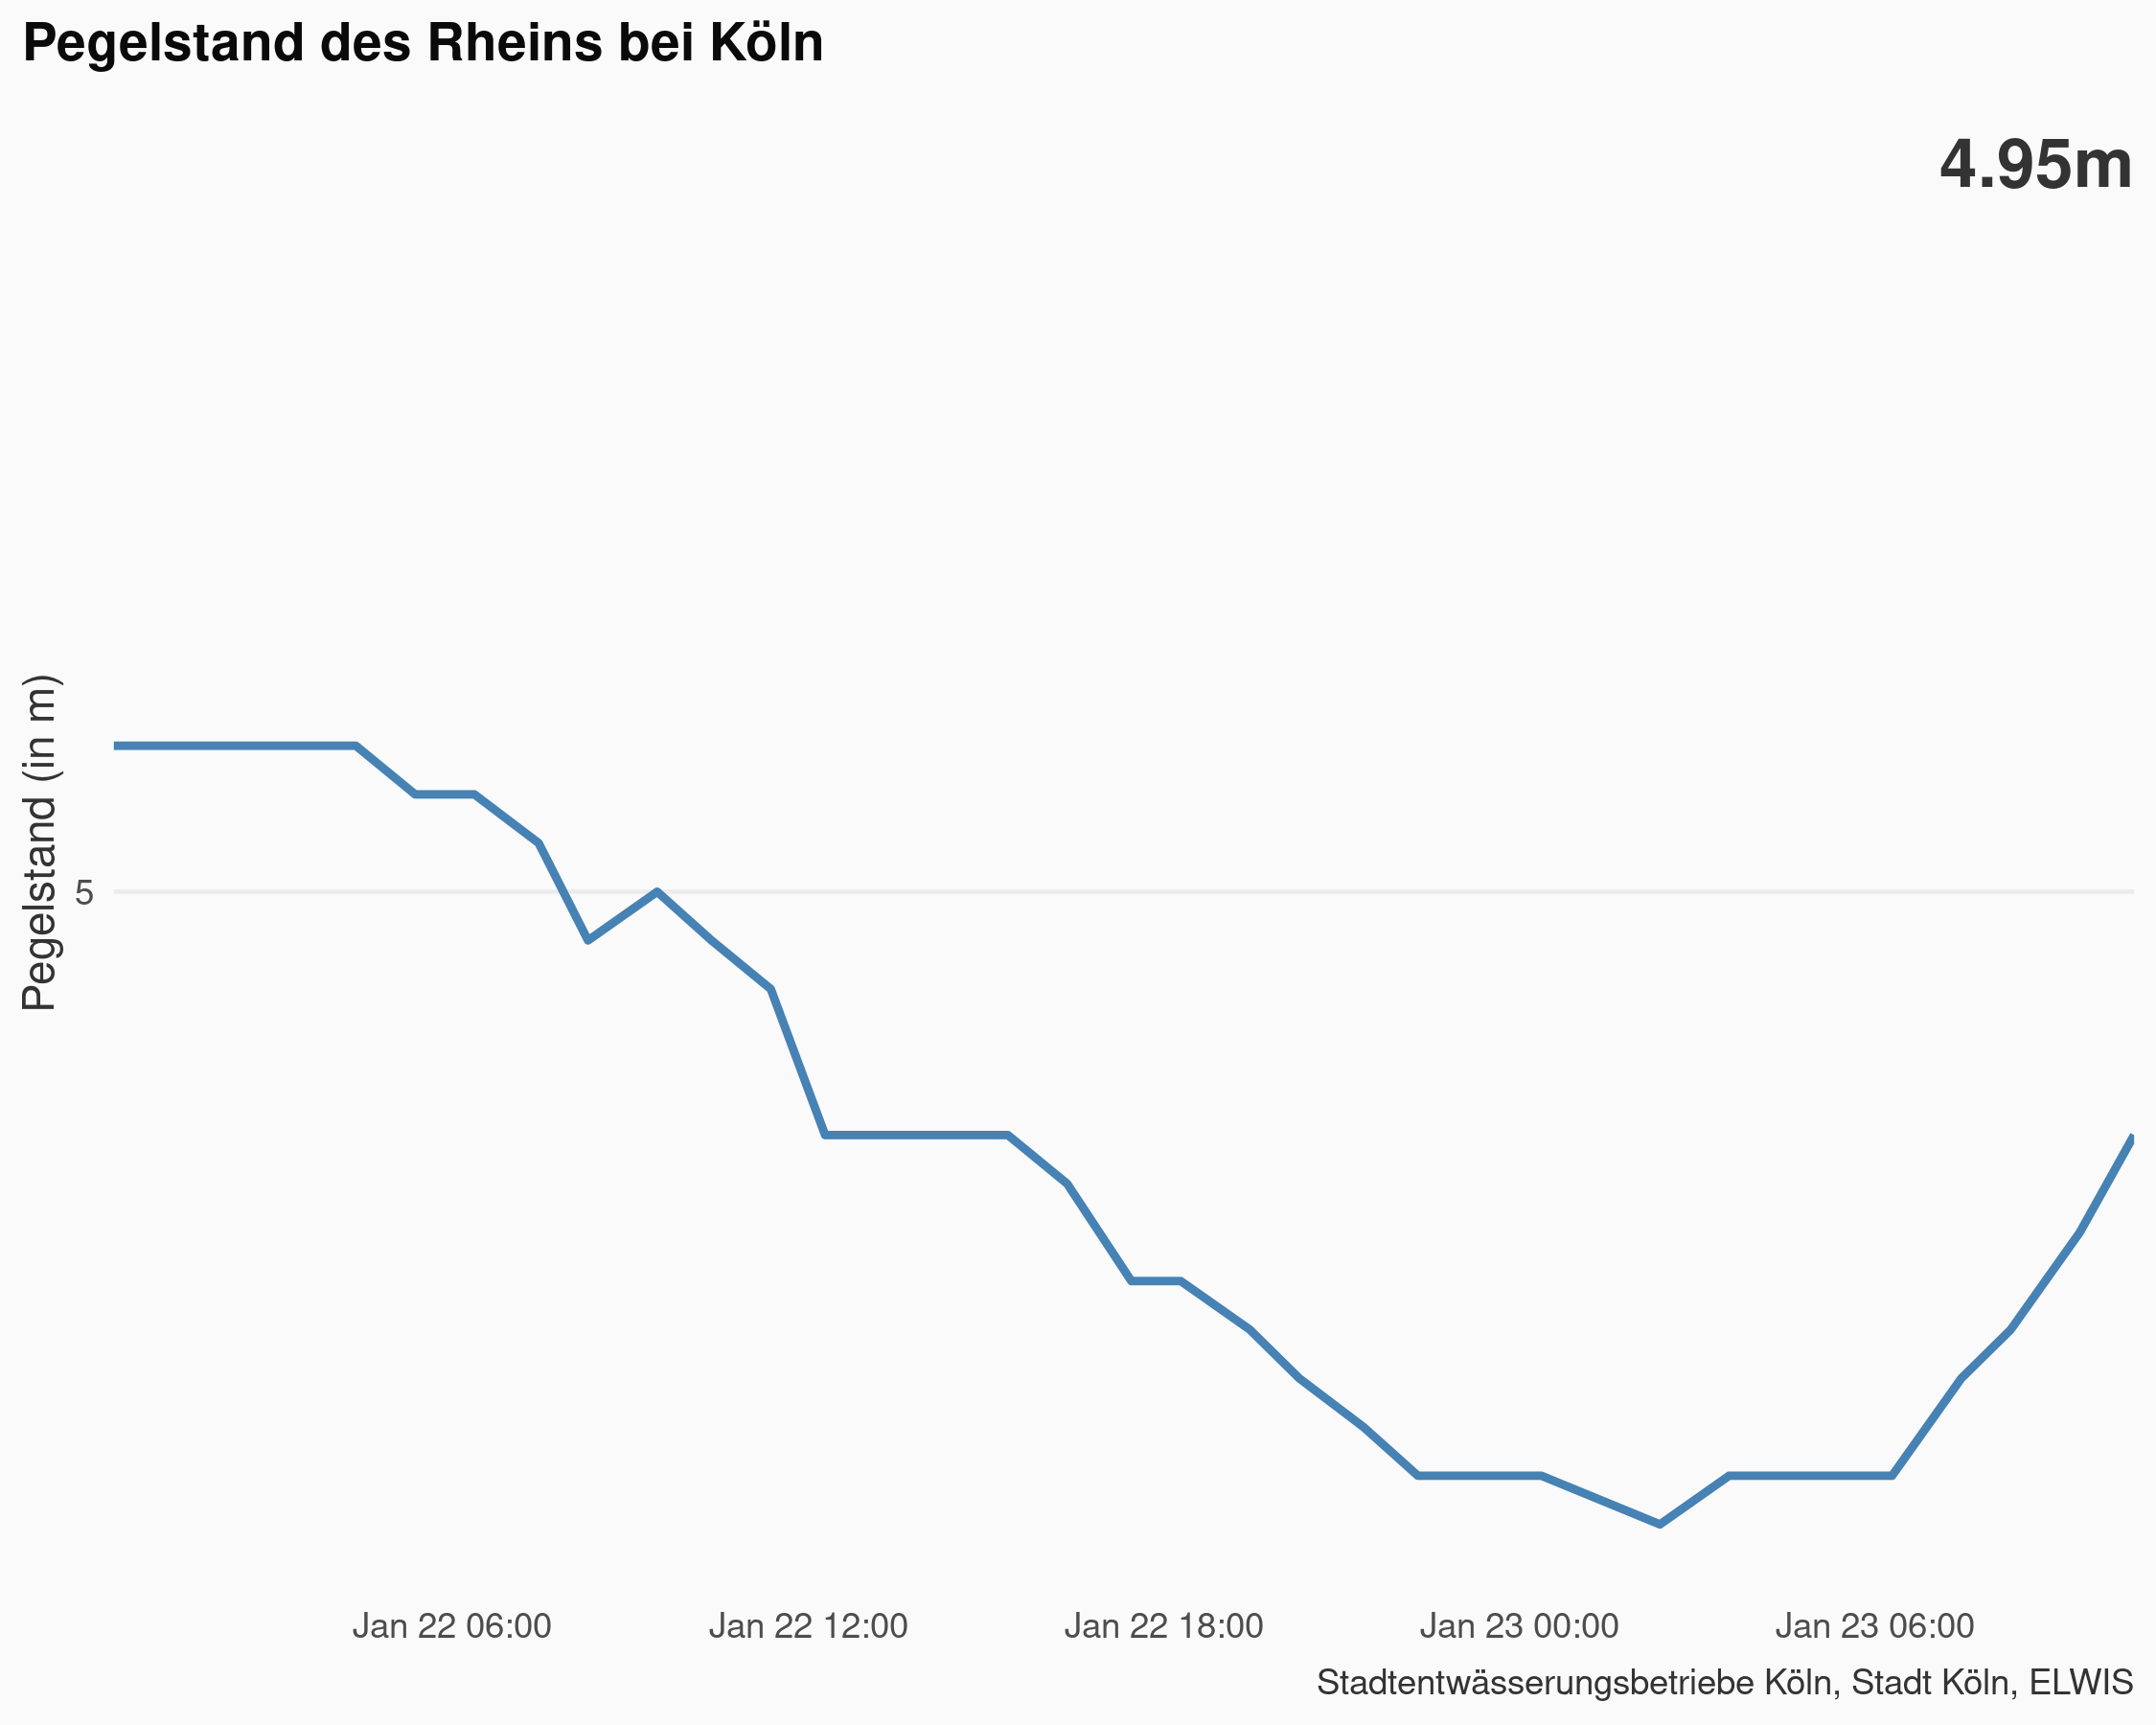 Pegelstand des Rheins bei Köln
4.95m
Pegelstand (in m)
5
Jan 22 06:00
Jan 22 12:00
Jan 22 18:00
Jan 23 00:00
Jan 23 06:00
Stadtentwässerungsbetriebe Köln, Stadt Köln, ELWIS